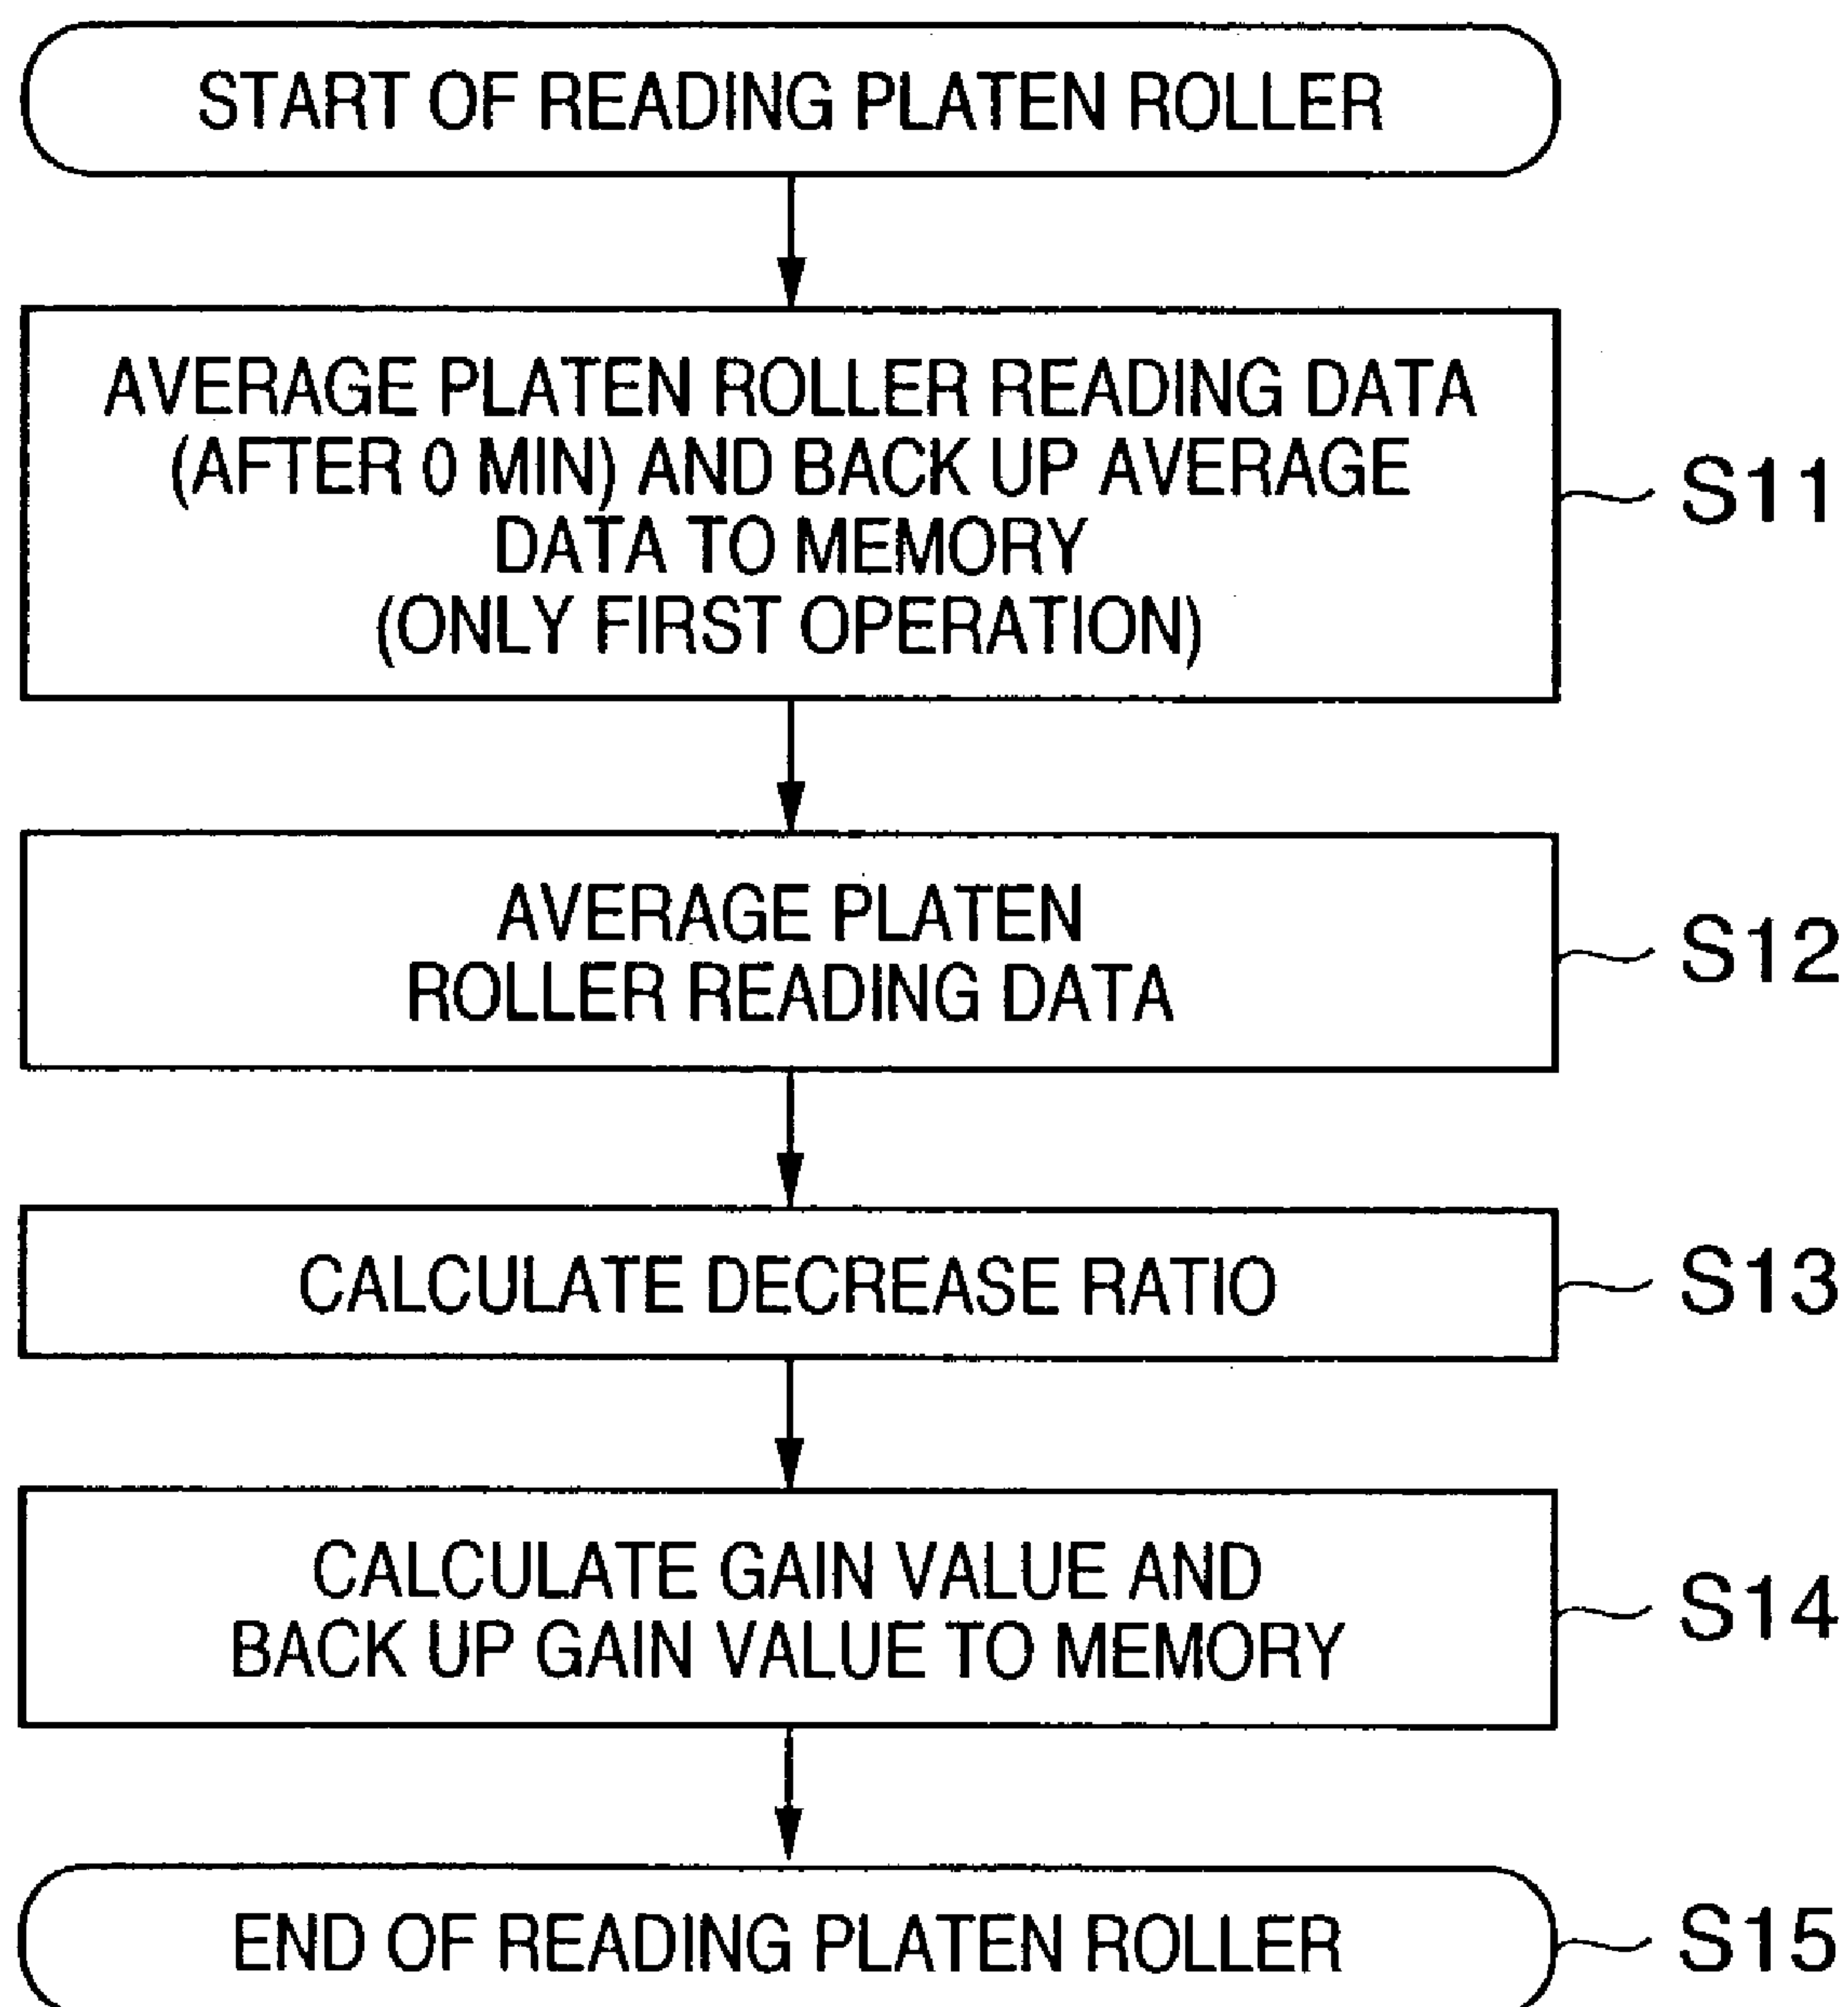 START OF READING PLATEN ROLLER
AVERAGE PLATEN ROLLER READING DATA
(AFTER 0 MIN) AND BACK UP AVERAGE
DATA TO MEMORY
(ONLY FIRST OPERATION)
S11
AVERAGE PLATEN
ROLLER READING DATA
S12
CALCULATE DECREASE RATIO
S13
CALCULATE GAIN VALUE AND
BACK UP GAIN VALUE TO MEMORY
S14
END OF READING PLATEN ROLLER
S15